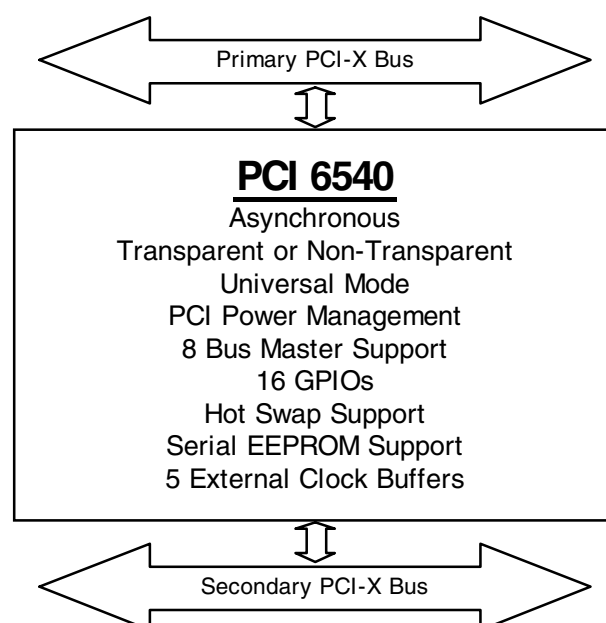 Primary PCI-X Bus
PCI 6540
Asynchronous
Transparent or Non-Transparent
Universal Mode
PCI Power Management
8 Bus Master Support
16 GPIOs
Hot Swap Support
Serial EEPROM Support
5 External Clock Buffers
Secondary PCI-X Bus